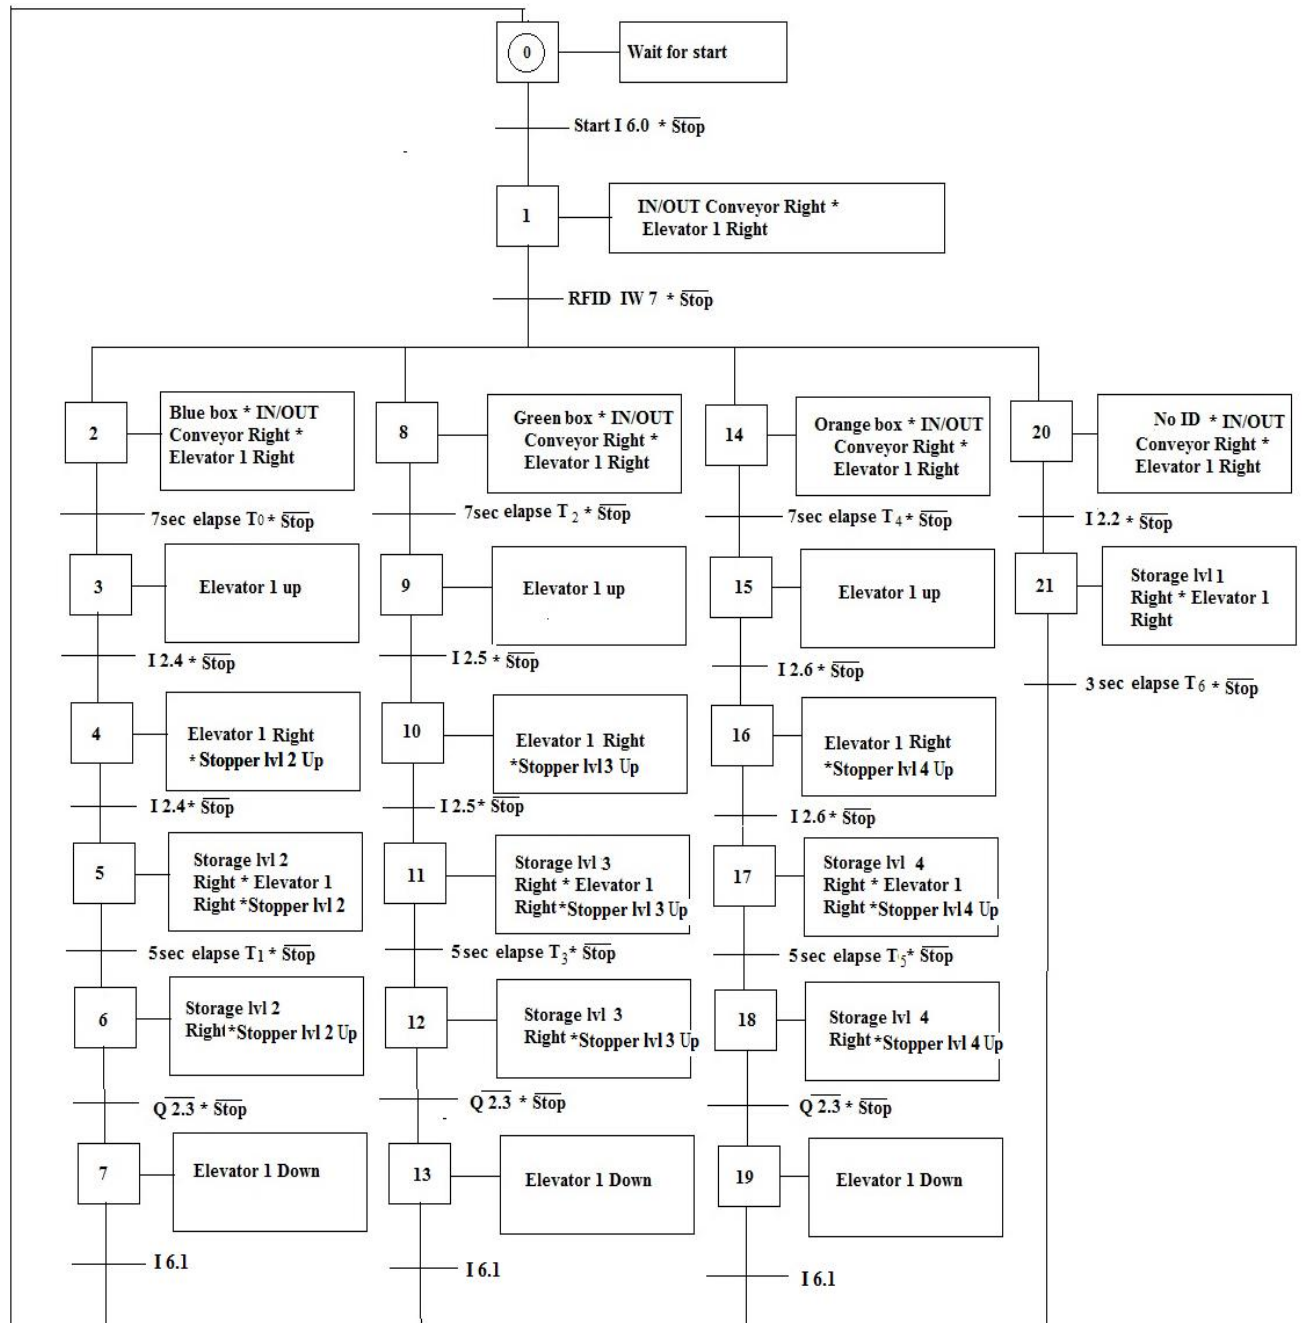 0
Wait for start
Start I 6.0 * Stop
1
IN/OUT Conveyor Right *
Elevator 1 Right
RFID IW 7 * Stop
2
Blue box * IN/OUT
Conveyor Right *
Elevator 1 Right
8
Green box * IN/OUT
Conveyor Right *
Elevator 1 Right
14
Orange box * IN/OUT
Conveyor Right *
Elevator 1 Right
20
No ID * IN/OUT
Conveyor Right *
Elevator 1 Right
7sec elapse T0 * Stop
7sec elapse T2 * Stop
7sec elapse T4 * Stop
I 2.2 * Stop
3
Elevator 1 up
9
Elevator 1 up
15
Elevator 1 up
21
Storage lvl 1
Right * Elevator 1
Right
I 2.4 * Stop
I 2.5 * Stop
I 2.6 * Stop
3 sec elapse T6 * Stop
4
Elevator 1 Right
* Stopper lvl 2 Up
10
Elevator 1 Right
*Stopper lvl 3 Up
16
Elevator 1 Right
*Stopper lvl 4 Up
I 2.4 * Stop
I 2.5* Stop
I 2.6* Stop
5
Storage lvl 2
Right * Elevator 1
Right *Stopper lvl 2
11
Storage lvl 3
Right * Elevator 1
Right *Stopper lvl 3 Up
17
Storage lvl 4
Right * Elevator 1
Right *Stopper lvl 4 Up
5sec elapse T1 * Stop
5sec elapse T3* Stop
5sec elapse T5* Stop
6
Storage lvl 2
Right *Stopper lvl 2 Up
12
Storage lvl 3
Right *Stopper lvl 3 Up
18
Storage lvl 4
Right *Stopper lvl 4 Up
Q 2.3 * Stop
Q 2.3 * Stop
Q 2.3 * Stop
7
Elevator 1 Down
13
Elevator 1 Down
19
Elevator 1 Down
I 6.1
I 6.1
I 6.1